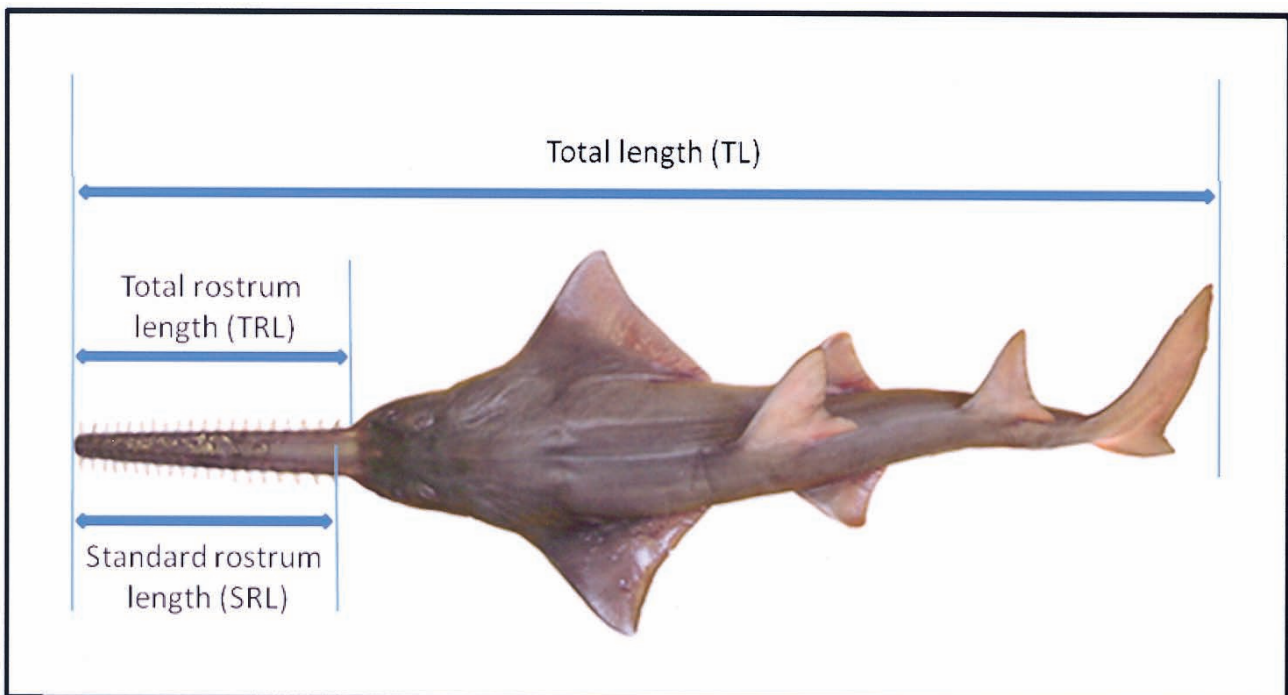 Total length (TL)
Total rostrum
length (TRL)
Standard rostrum
length (SRL)